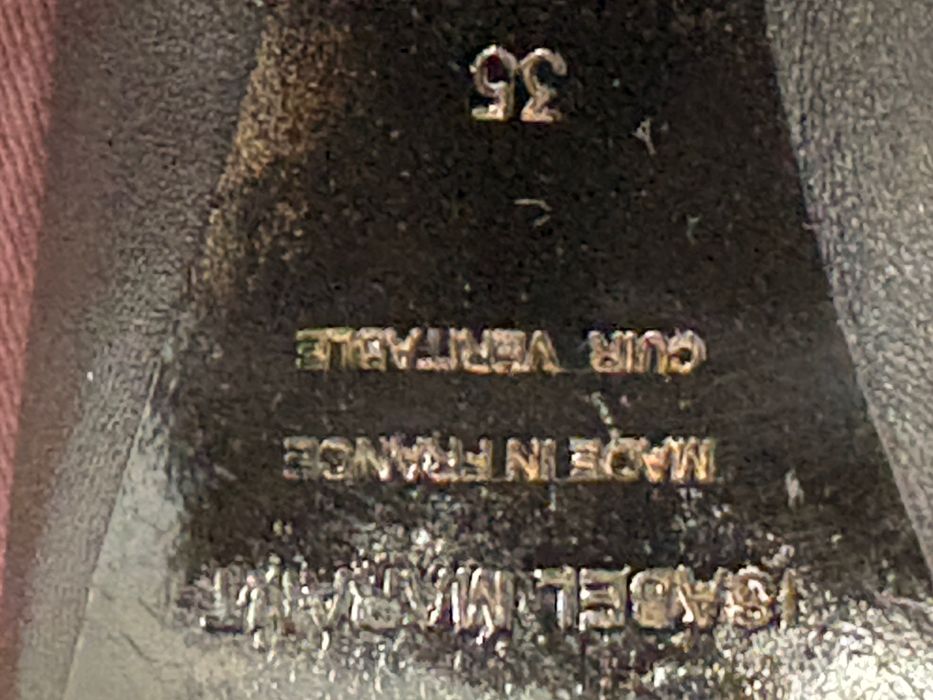 ISABEL MARANT
MADE IN FRANCE
CUIR VERITABLE
35